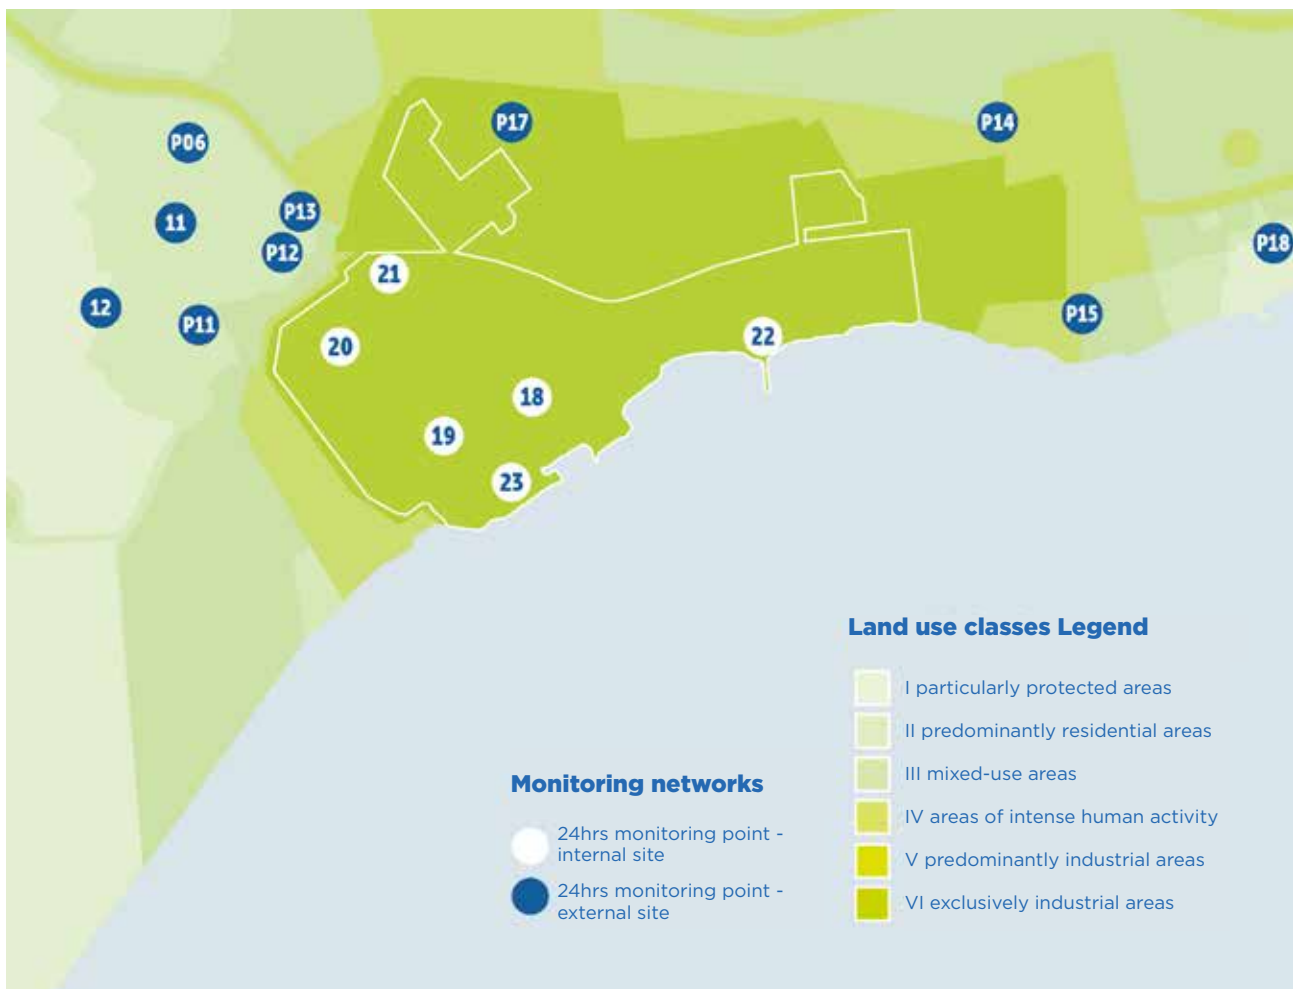 P17
P14
P06
P13
11
P18
P12
21
12
P15
P11
22
20
18
19
23
Land use classes Legend
I particularly protected areas
II predominantly residential areas
III mixed-use areas
IV areas of intense human activity
V predominantly industrial areas
VI exclusively industrial areas
Monitoring networks
24hrs monitoring point -
internal site
24hrs monitoring point -
external site